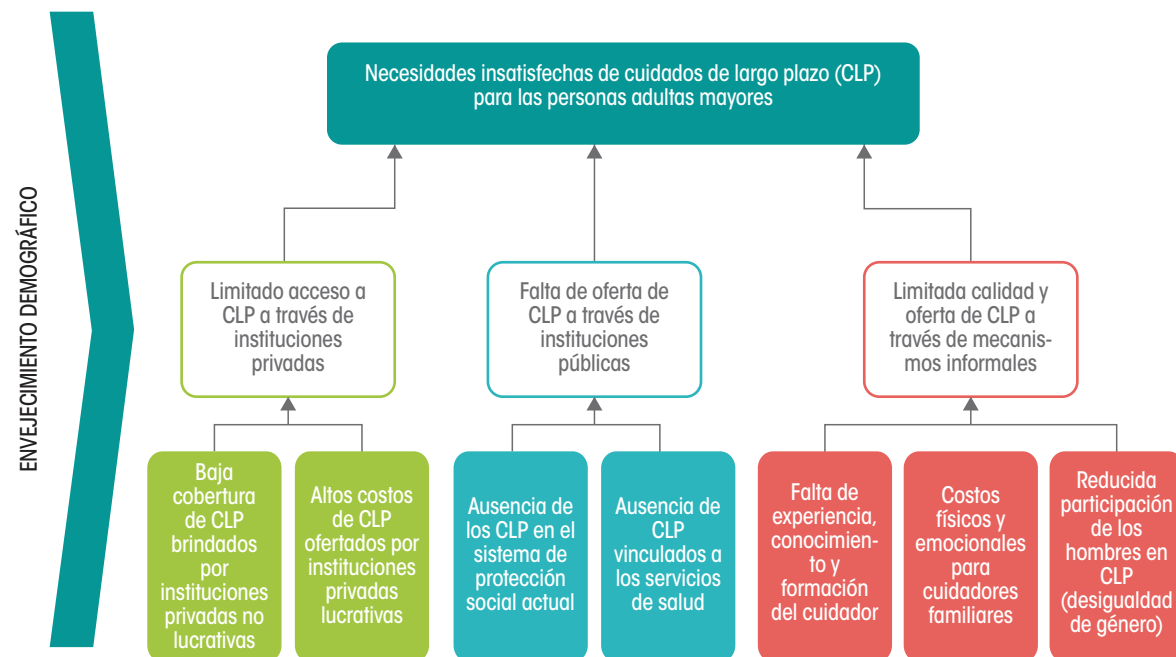 ENVEJECIMIENTO DEMOGRÁFICO
Necesidades insatisfechas de cuidados de largo plazo (CLP)
para las personas adultas mayores
Limitado acceso a
CLP a través de
instituciones
privadas
Falta de oferta de
CLP a través de
instituciones
públicas
Limitada calidad y
oferta de CLP a
través de mecanis-
mos informales
Baja
cobertura
de CLP
brindados
por
instituciones
privadas no
lucrativas
Altos costos
de CLP
ofertados por
instituciones
privadas
lucrativas
Ausencia de
los CLP en el
sistema de
protección
social actual
Ausencia de
CLP
vinculados a
los servicios
de salud
Falta de
experiencia,
conocimien-
to y
formación
del cuidador
Costos
físicos y
emocionales
para
cuidadores
familiares
Reducida
participación
de los
hombres en
CLP
(desigualdad
de género)